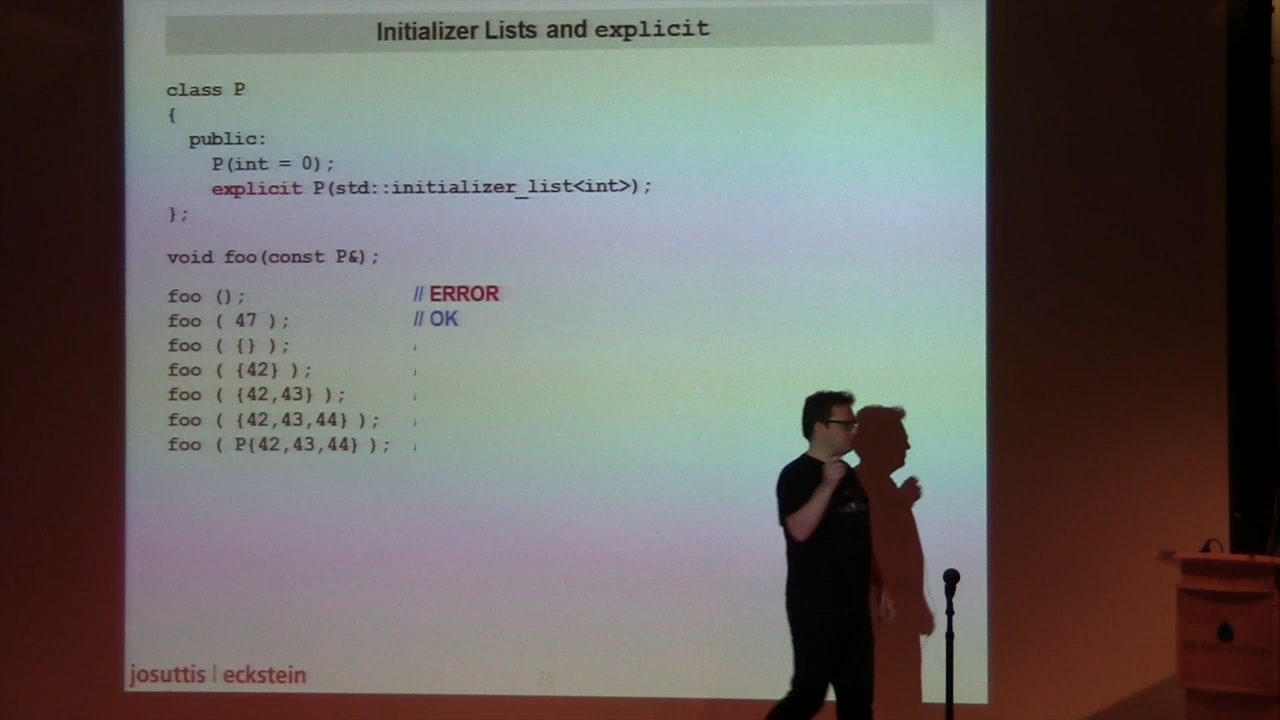 Initializer Lists and explicit
class P
{
public:
P(int = 0);
explicit P(std::initializer_list<int>);
};
void foo(const P&);
foo (); // ERROR
foo ( 47 ); // OK
foo ( {} );
foo ( {42} );
foo ( {42,43} );
foo ( {42,43,44} );
foo ( P{42,43,44} );
josuttis | eckstein
26